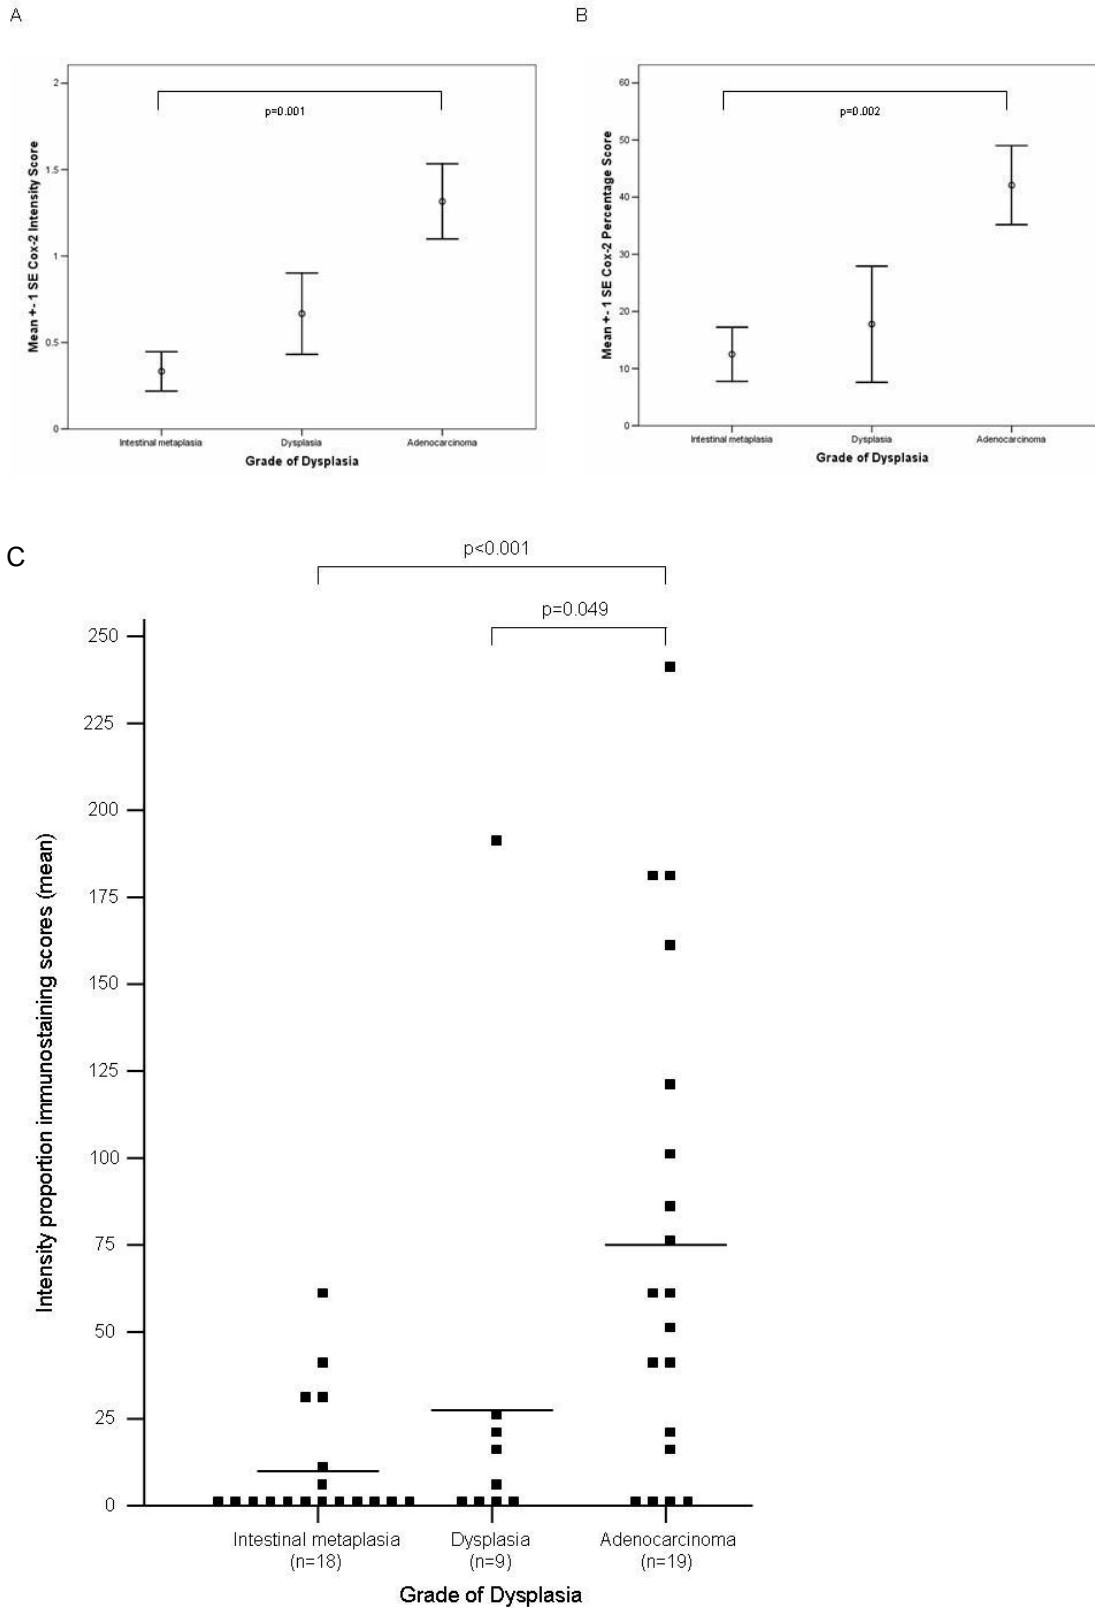 A
B
p=0.001
2
1.5
1
0.5
0
Mean +- 1 SE Cox-2 Intensity Score
Intestinal metaplasia
Dysplasia
Adenocarcinoma
Grade of Dysplasia
p=0.002
60
50
40
30
20
10
0
Mean +- 1 SE Cox-2 Percentage Score
Intestinal metaplasia
Dysplasia
Adenocarcinoma
Grade of Dysplasia
C
p<0.001
p=0.049
250
225
200
175
150
125
100
75
50
25
0
Intensity proportion immunostaining scores (mean)
Intestinal metaplasia
(n=18)
Dysplasia
(n=9)
Adenocarcinoma
(n=19)
Grade of Dysplasia